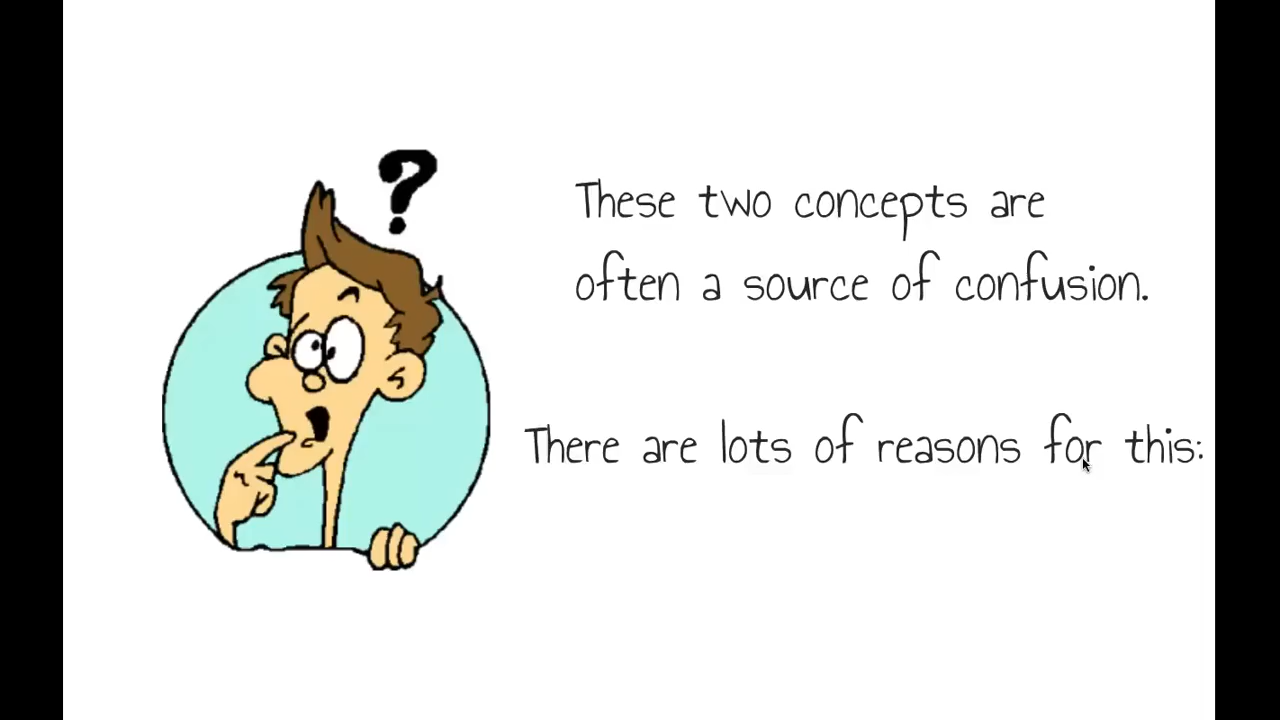 ?
These two concepts are
often a source of confusion.
There are lots of reasons for this: